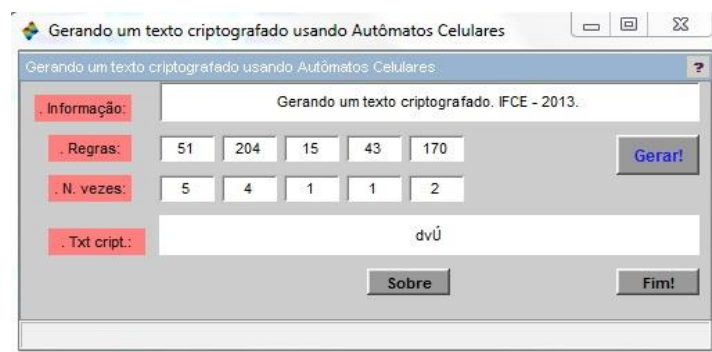 Gerando um texto criptografado usando Autômatos Celulares
Gerando um texto criptografado usando Autômatos Celulares ?
. Informação: Gerando um texto criptografado. IFCE - 2013.
. Regras: 51 204 15 43 170 Gerar!
. N. vezes: 5 4 1 1 2
. Txt cript.: dvÚ
Sobre Fim!